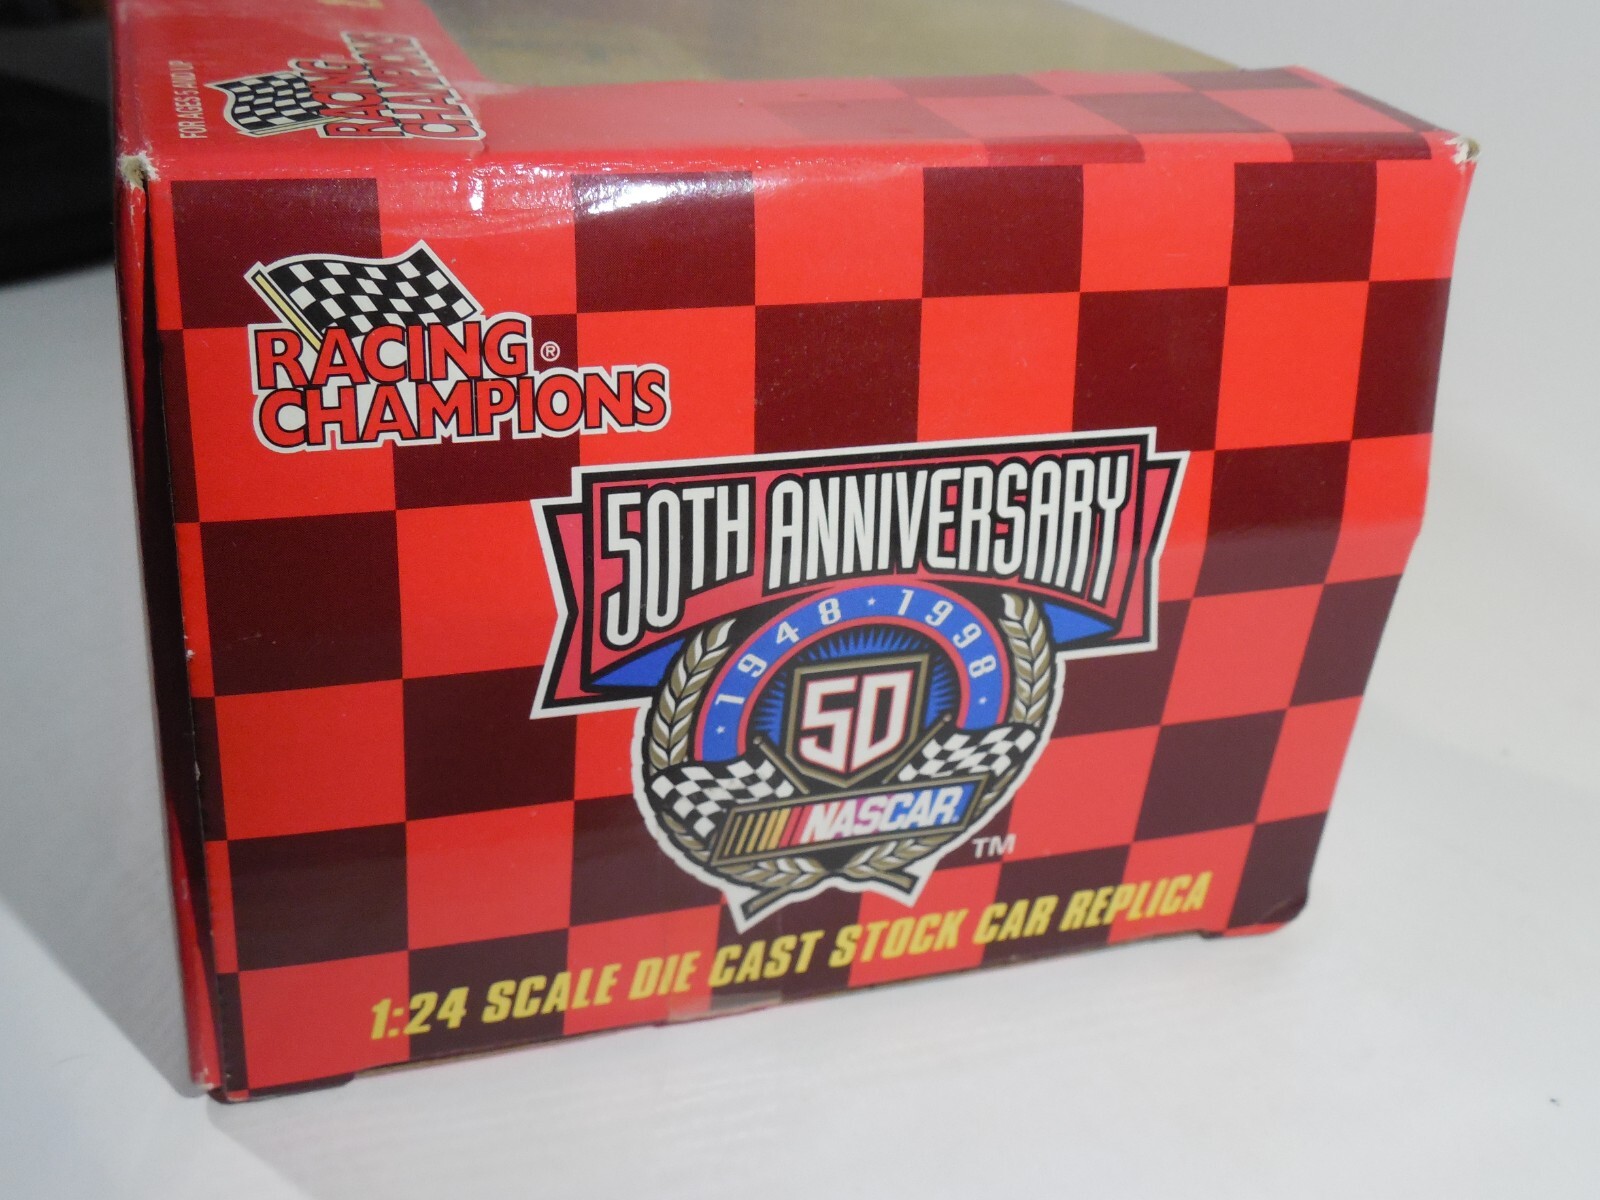 FOR AGES 5 AND UP
RACING
CHAMPIONS
RACING®
CHAMPIONS
50TH ANNIVERSARY
1948 · 1998
50
NASCAR
TM
1:24 SCALE DIE CAST STOCK CAR REPLICA